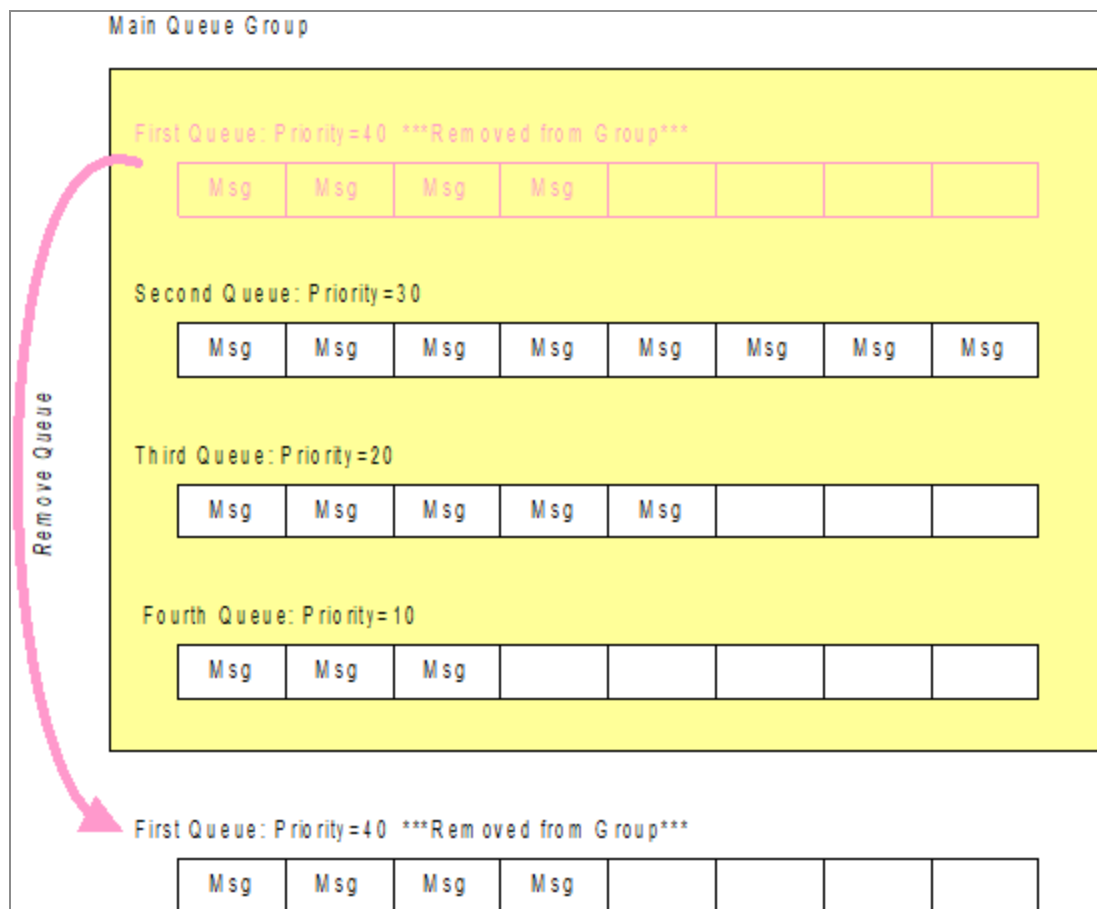 Main Queue Group
First Queue: Priority=40 ***Removed from Group***
Msg Msg Msg Msg
Second Queue: Priority=30
Msg Msg Msg Msg Msg Msg Msg Msg
Remove Queue
Third Queue: Priority=20
Msg Msg Msg Msg Msg
Fourth Queue: Priority=10
Msg Msg Msg
First Queue: Priority=40 ***Removed from Group***
Msg Msg Msg Msg